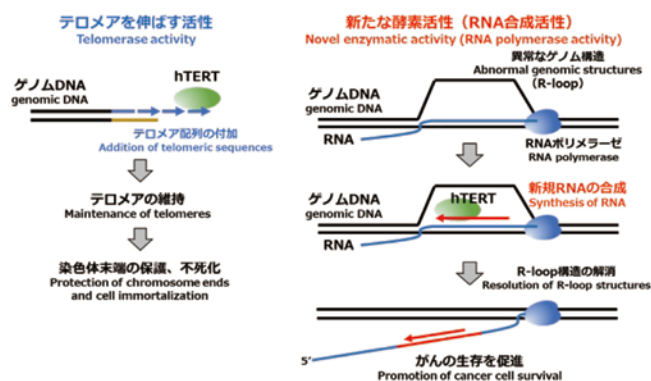 テロメアを伸ばす活性
Telomerase activity
hTERT
ゲノムDNA
genomic DNA
テロメア配列の付加
Addition of telomeric sequences
テロメアの維持
Maintenance of telomeres
染色体末端の保護、不死化
Protection of chromosome ends
and cell immortalization
新たな酵素活性(RNA合成活性)
Novel enzymatic activity (RNA polymerase activity)
異常なゲノム構造
Abnormal genomic structures
(R-loop)
ゲノムDNA
genomic DNA
RNA
RNAポリメラーゼ
RNA polymerase
新規RNAの合成
Synthesis of RNA
hTERT
ゲノムDNA
genomic DNA
RNA
R-loop構造の解消
Resolution of R-loop structures
5’
がんの生存を促進
Promotion of cancer cell survival